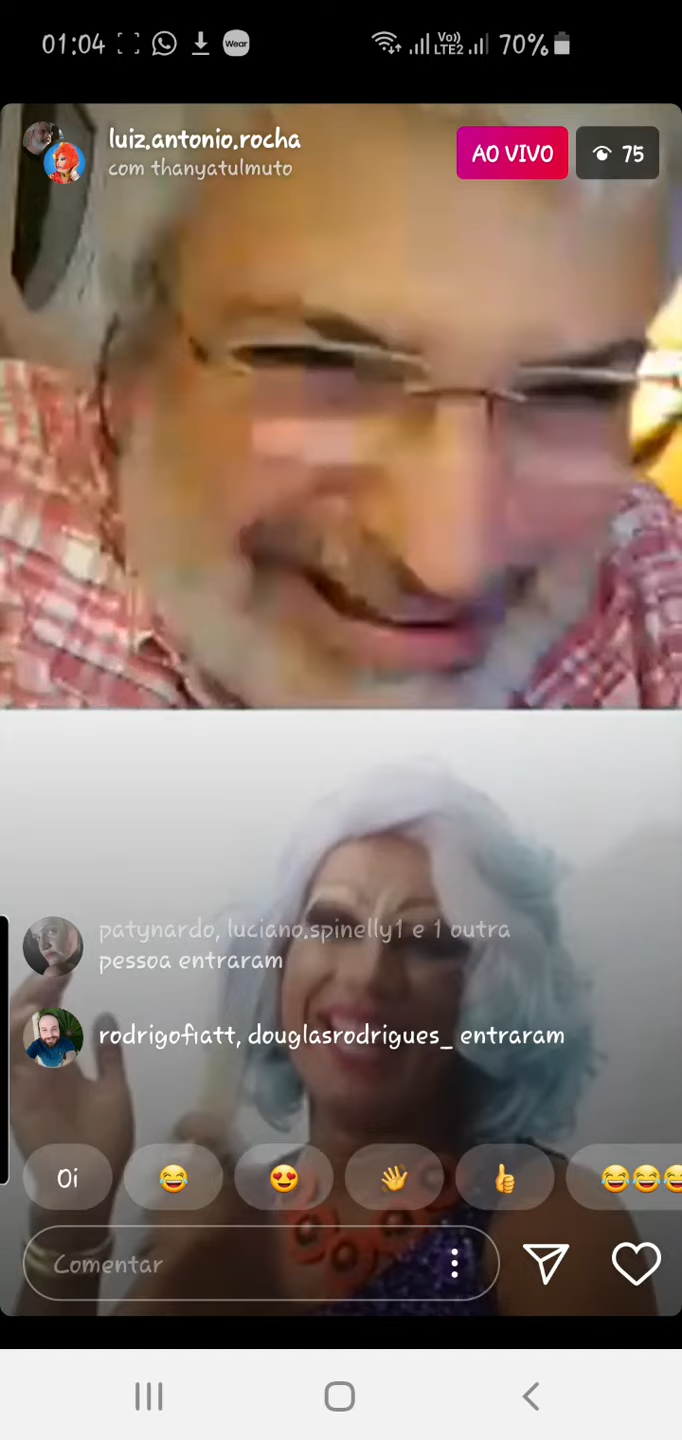 01:04
Wear
Vo))
LTE2
70%
luiz.antonio.rocha
com thanyatulmuto
AO VIVO
75
patynardo, luciano.spinelly1 e 1 outra
pessoa entraram
rodrigofiatt, douglasrodrigues_ entraram
Oi
Comentar